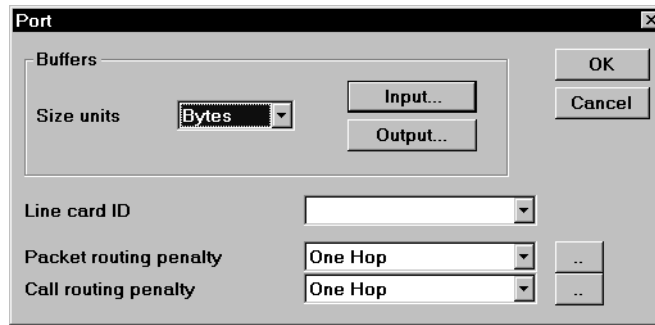 Port
Buffers
Size units Bytes Input...
Output...
OK
Cancel
Line card ID
Packet routing penalty One Hop ..
Call routing penalty One Hop ..